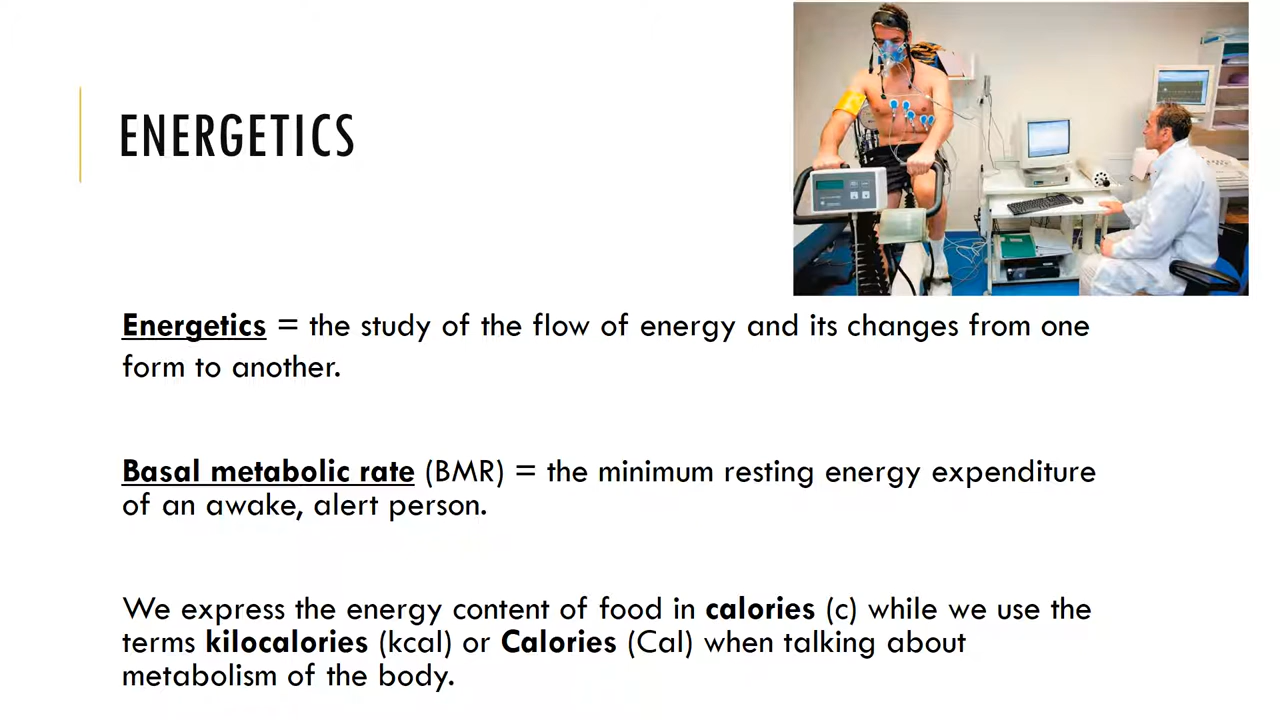 ENERGETICS
Energetics = the study of the flow of energy and its changes from one
form to another.
Basal metabolic rate (BMR) = the minimum resting energy expenditure
of an awake, alert person.
We express the energy content of food in calories (c) while we use the
terms kilocalories (kcal) or Calories (Cal) when talking about
metabolism of the body.